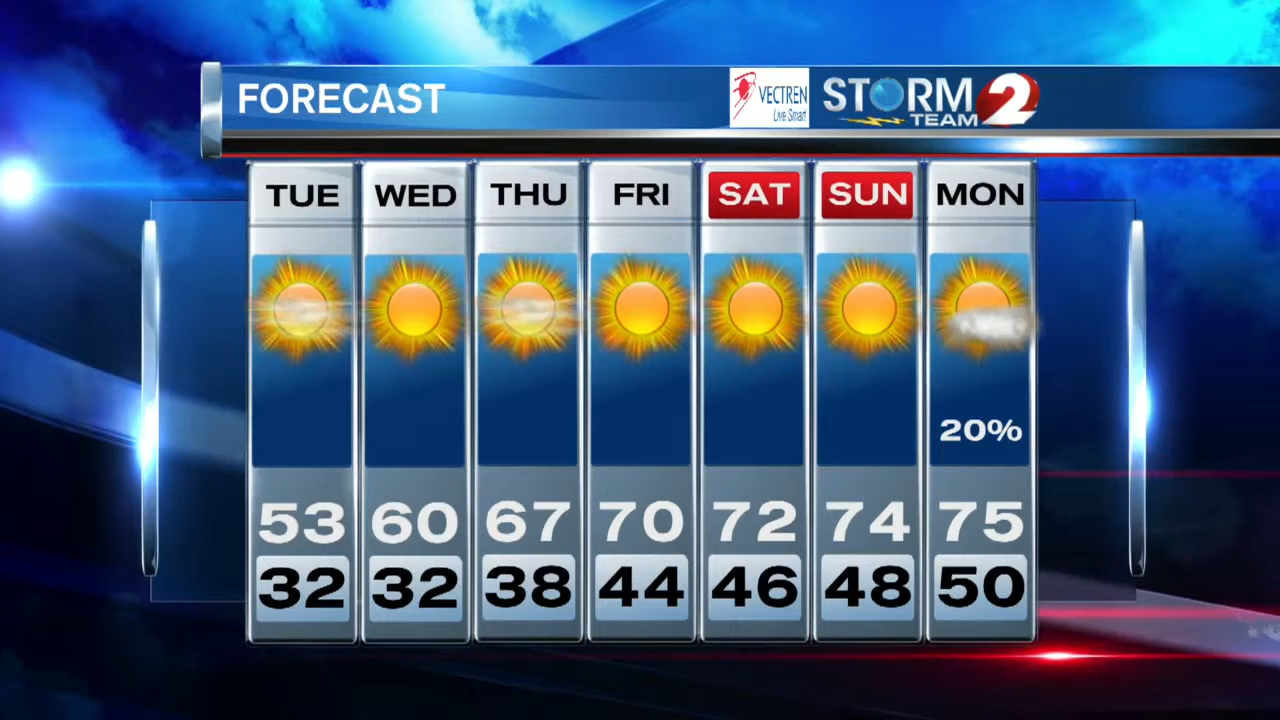 FORECAST
VECTREN
Live Smart
STORM
TEAM 2
TUE WED THU FRI SAT SUN MON
20%
53 60 67 70 72 74 75
32 32 38 44 46 48 50